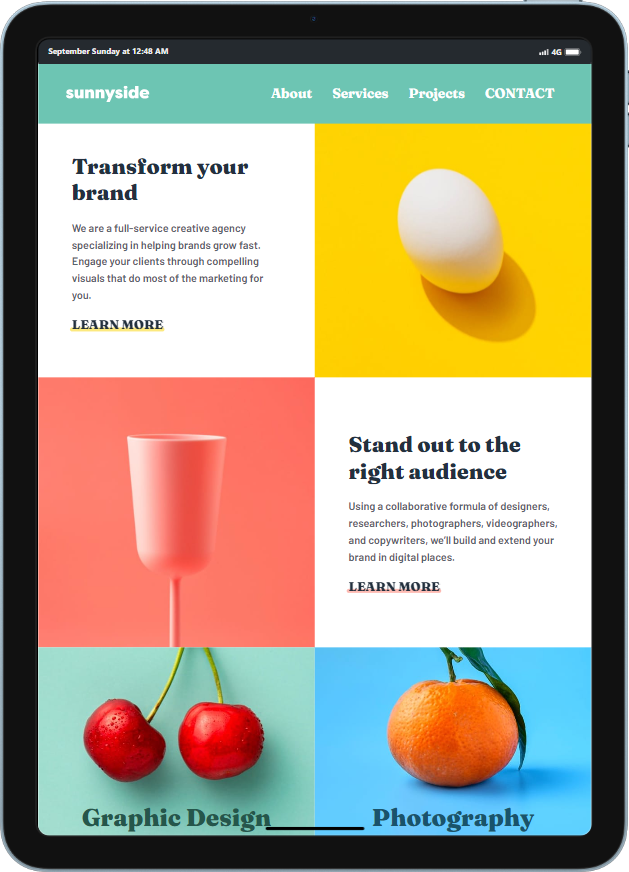 September Sunday at 12:48 AM
4G
sunnyside
About Services Projects CONTACT
Transform your
brand
We are a full-service creative agency
specializing in helping brands grow fast.
Engage your clients through compelling
visuals that do most of the marketing for
you.
LEARN MORE
Stand out to the
right audience
Using a collaborative formula of designers,
researchers, photographers, videographers,
and copywriters, we'll build and extend your
brand in digital places.
LEARN MORE
Graphic Design
Photography